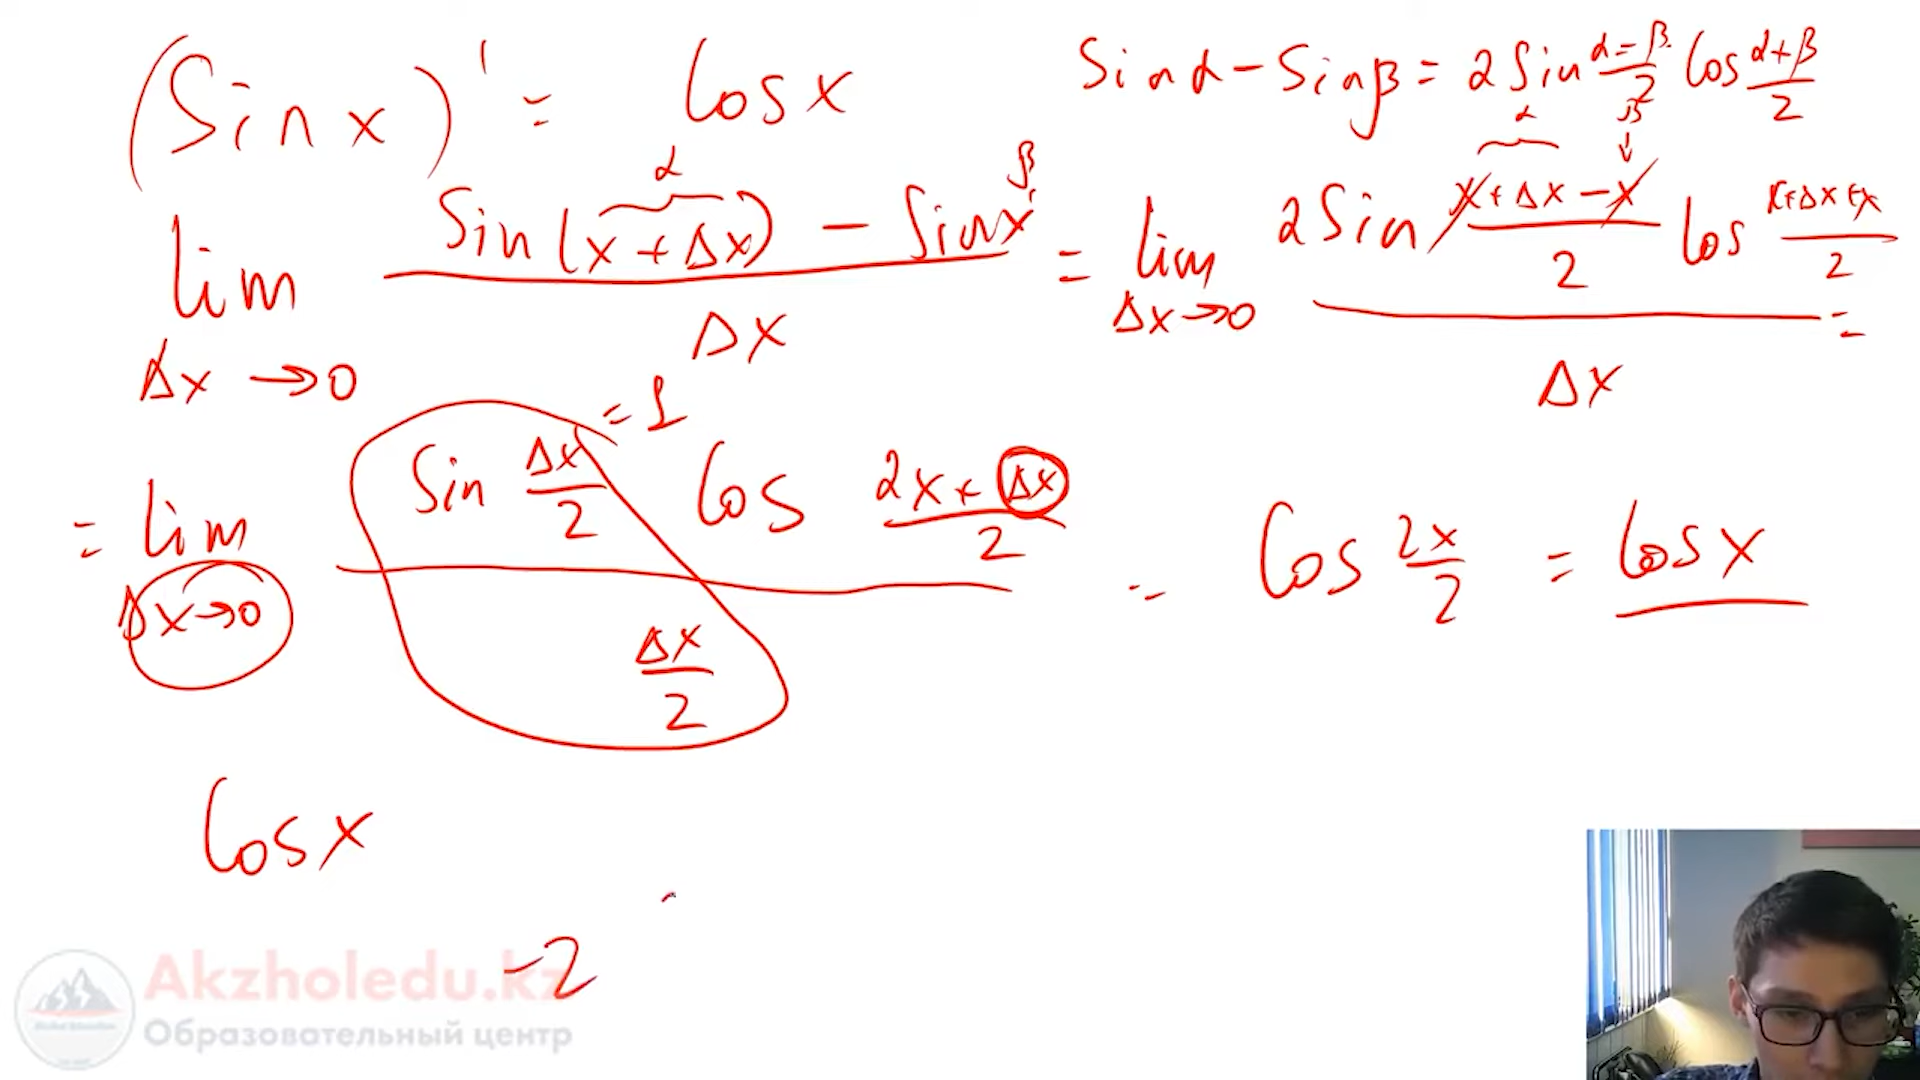 (Sin x)' = Cos x
Sinα - Sinβ = 2 Sin (α-β)/2 Cos (α+β)/2
α β
lim Δx→0 (Sin(x+Δx) - Sin x)/Δx = lim Δx→0 (2 Sin (x+Δx-x)/2 Cos (x+Δx+x)/2)/Δx =
α β
= lim Δx→0 (Sin Δx/2 Cos (2x+Δx)/2)/(Δx/2) = Cos 2x/2 = Cos x
= 1
Cos x
-2
Akzholedu.kz
Образовательный центр